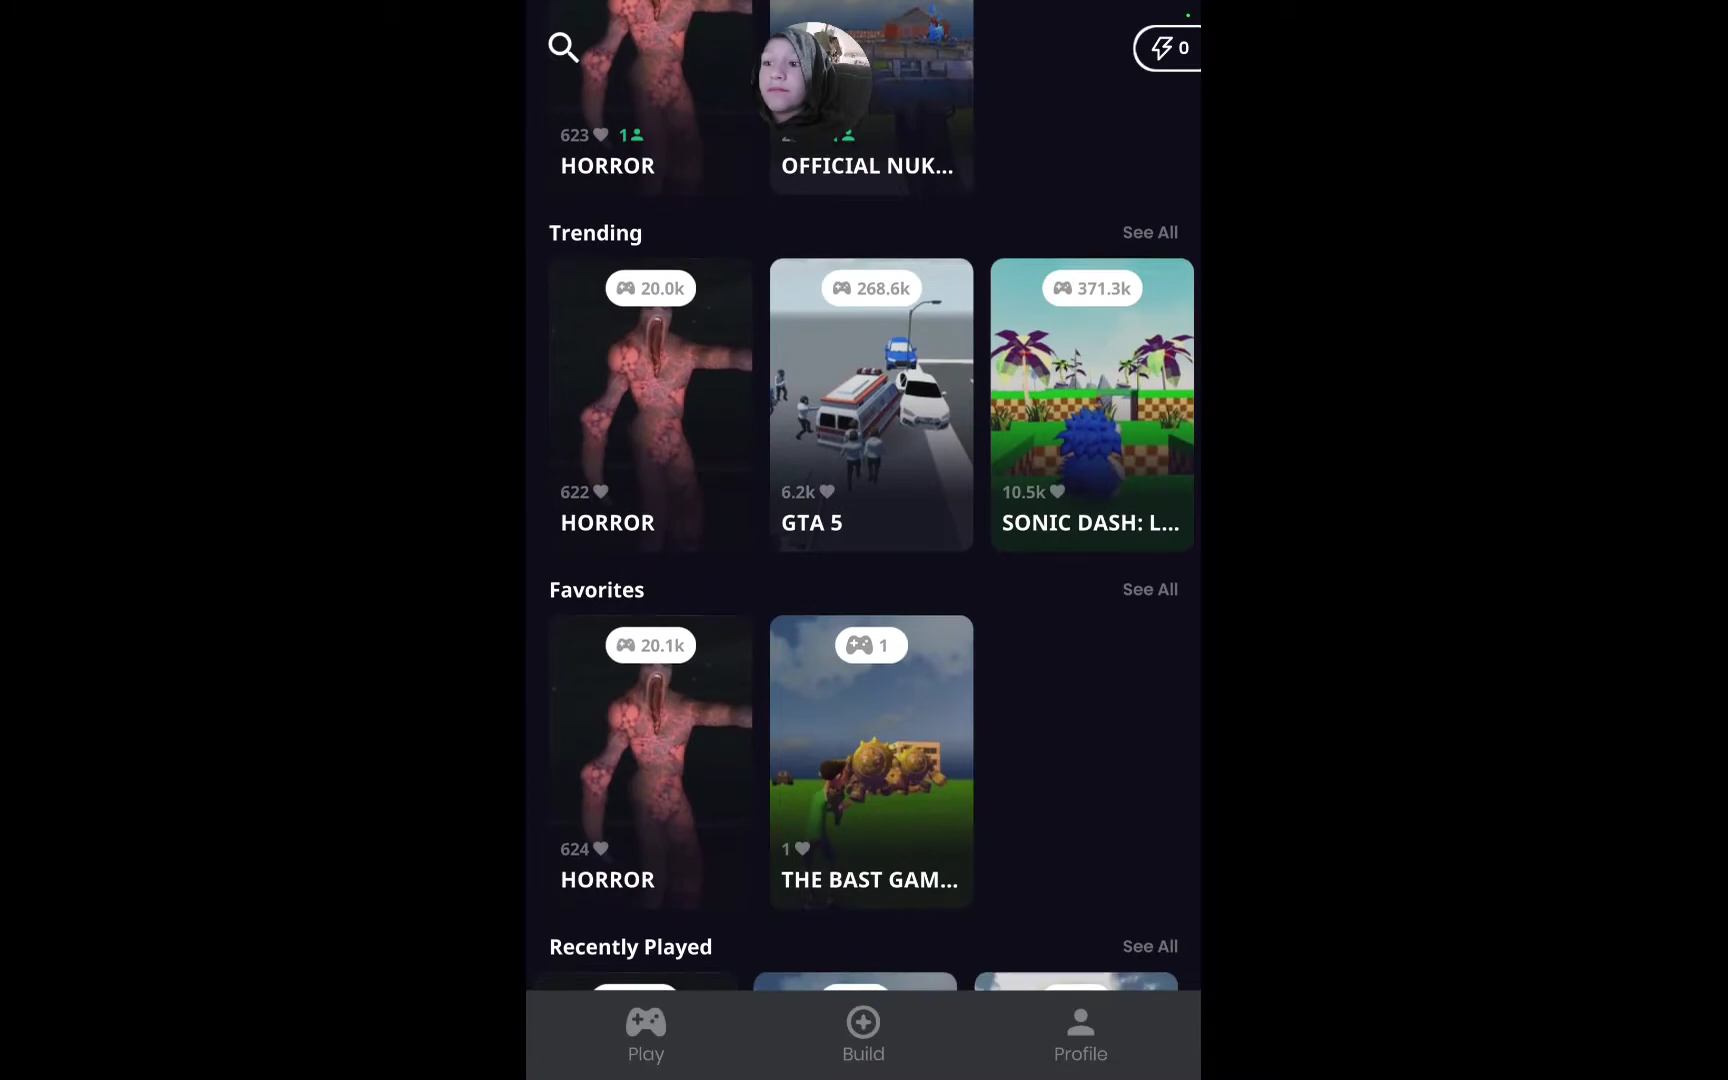 0
623 1
HORROR
OFFICIAL NUK...
Trending See All
20.0k 268.6k 371.3k
622 6.2k 10.5k
HORROR GTA 5 SONIC DASH: L...
Favorites See All
20.1k 1
624 1
HORROR THE BAST GAM...
Recently Played See All
Play Build Profile